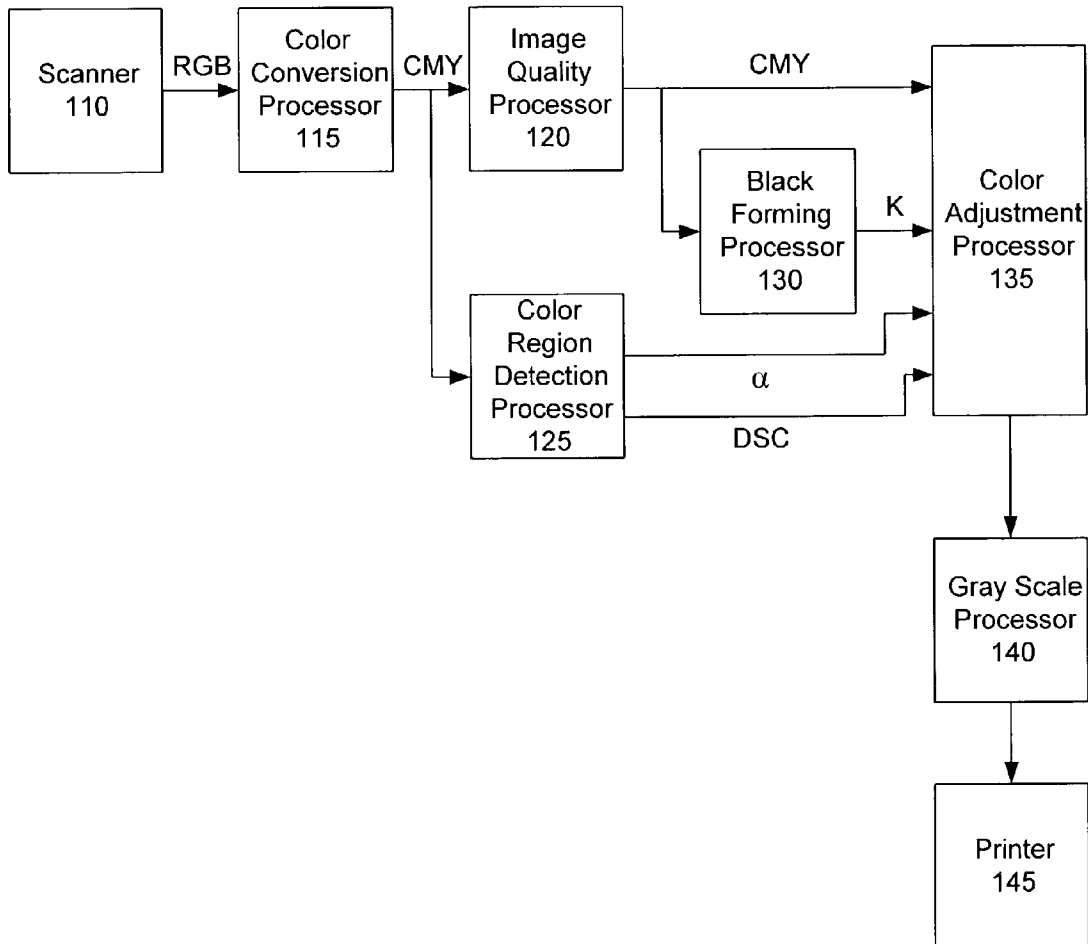 Scanner
110
RGB
Color
Conversion
Processor
115
CMY
Image
Quality
Processor
120
CMY
Black
Forming
Processor
130
K
Color
Adjustment
Processor
135
Color
Region
Detection
Processor
125
α
DSC
Gray Scale
Processor
140
Printer
145